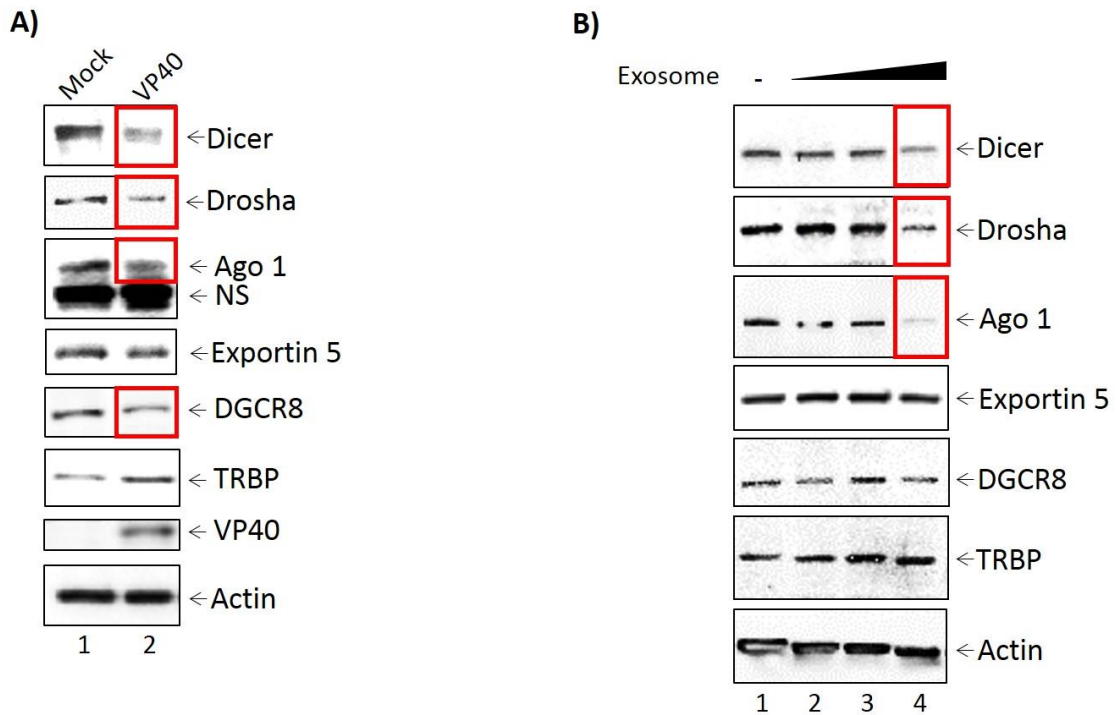 A)
Mock VP40
Dicer
Drosha
Ago 1
NS
Exportin 5
DGCR8
TRBP
VP40
Actin
1 2
B)
Exosome -
Dicer
Drosha
Ago 1
Exportin 5
DGCR8
TRBP
Actin
1 2 3 4